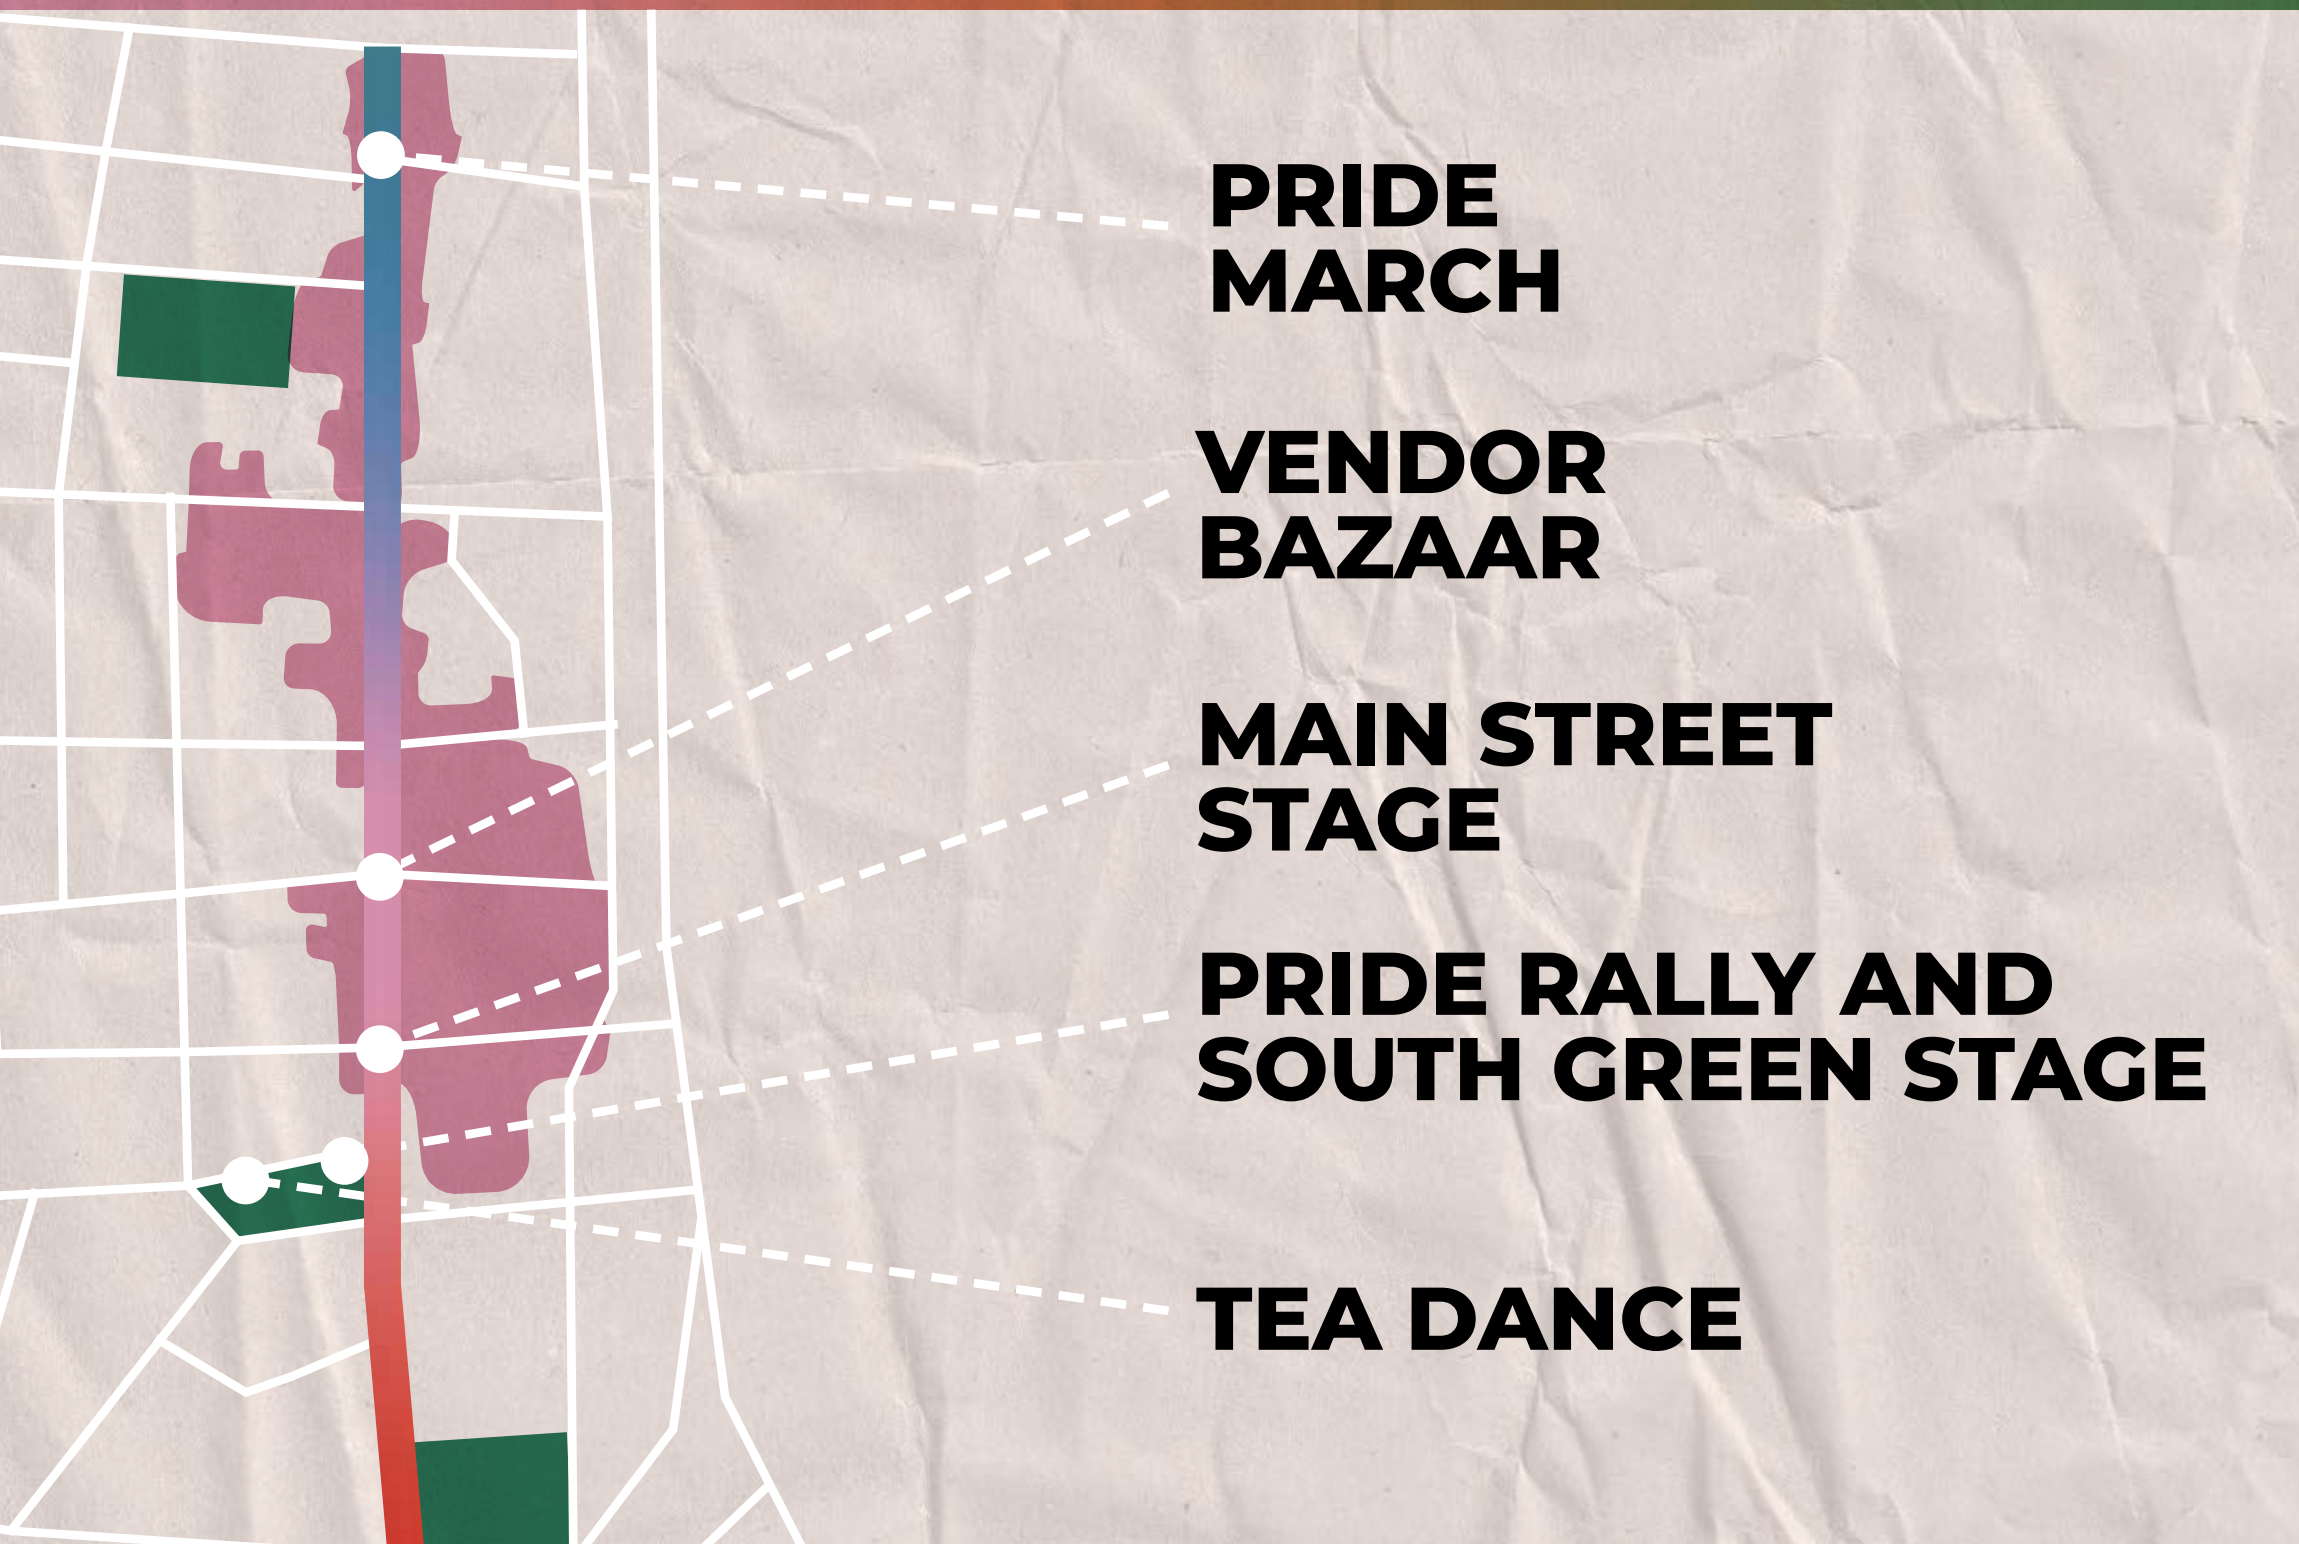 PRIDE
MARCH
VENDOR
BAZAAR
MAIN STREET
STAGE
PRIDE RALLY AND
SOUTH GREEN STAGE
TEA DANCE